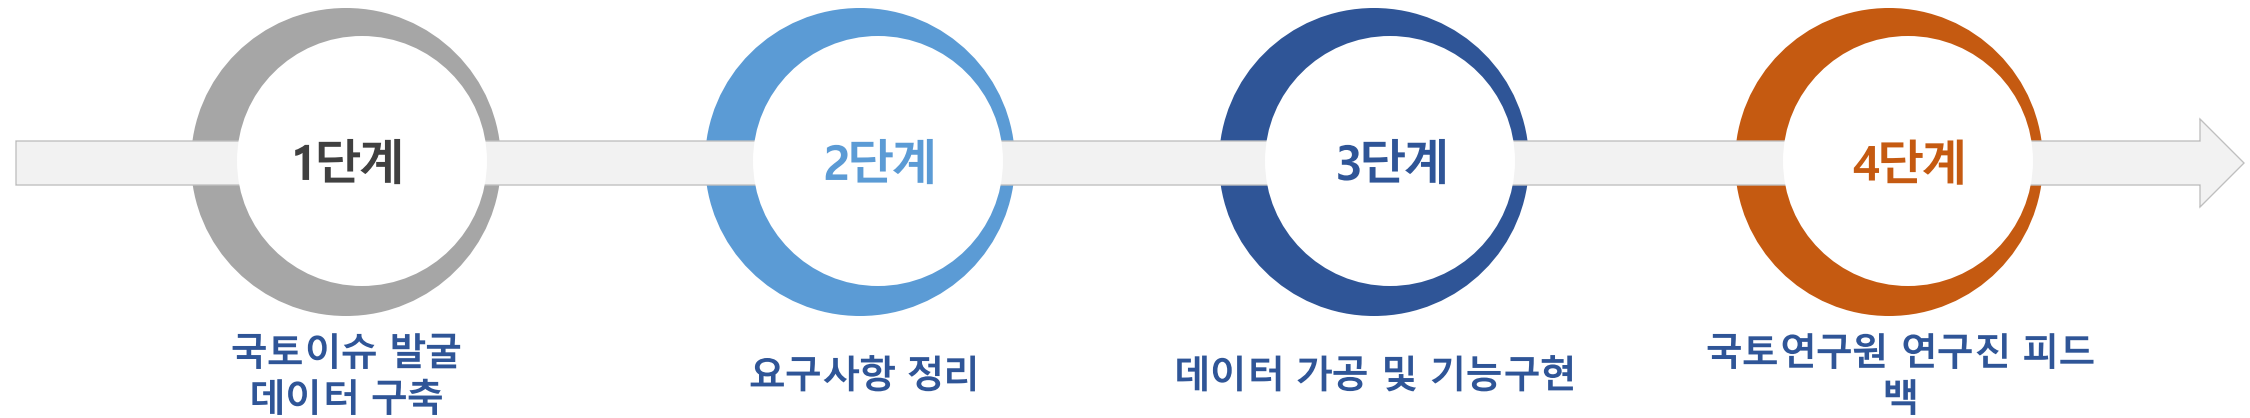 1단계
2단계
3단계
4단계
국토이슈 발굴
데이터 구축
요구사항 정리
데이터 가공 및 기능구현
국토연구원 연구진 피드
백